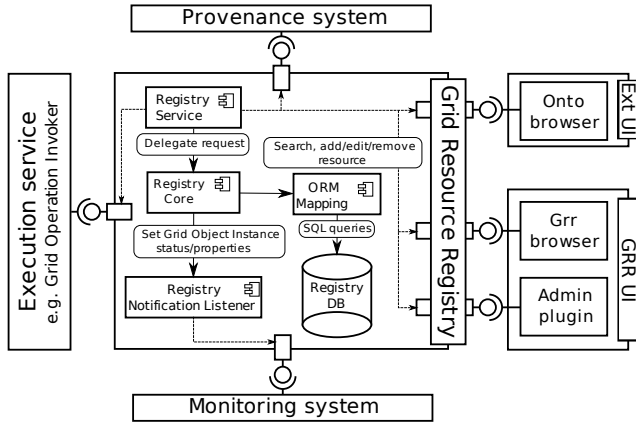 Provenance system
Execution service
e.g. Grid Operation Invoker
Registry
Service
Delegate request
Search, add/edit/remove
resource
Registry
Core
ORM
Mapping
Set Grid Object Instance
status/properties
SQL queries
Registry
Notification Listener
Registry
DB
Grid Resource Registry
Onto
browser
Ext UI
Grr
browser
Admin
plugin
GRR UI
Monitoring system